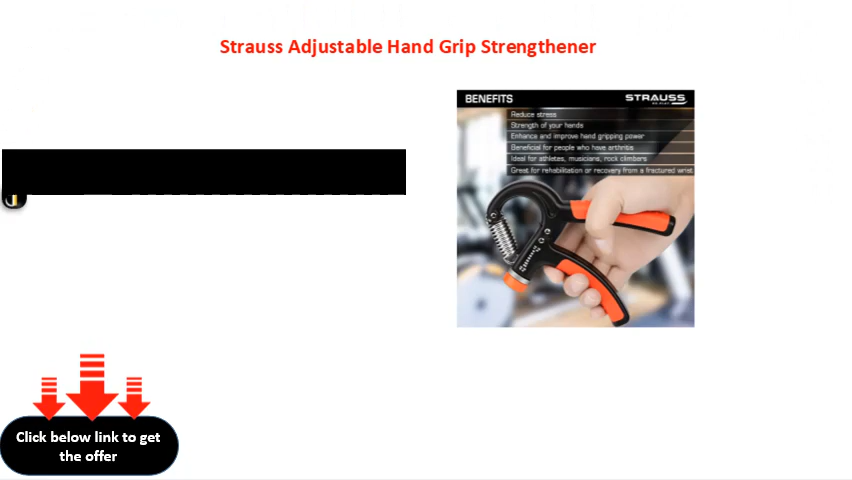 Strauss Adjustable Hand Grip Strengthener
BENEFITS
STRAUSS
Reduce stress
Strength of your hands
Enhance and improve hand gripping power
Beneficial for people who have arthritis
Ideal for athletes, musicians, rock climbers
Great for rehabilitation or recovery from a fractured wrist
Click below link to get
the offer